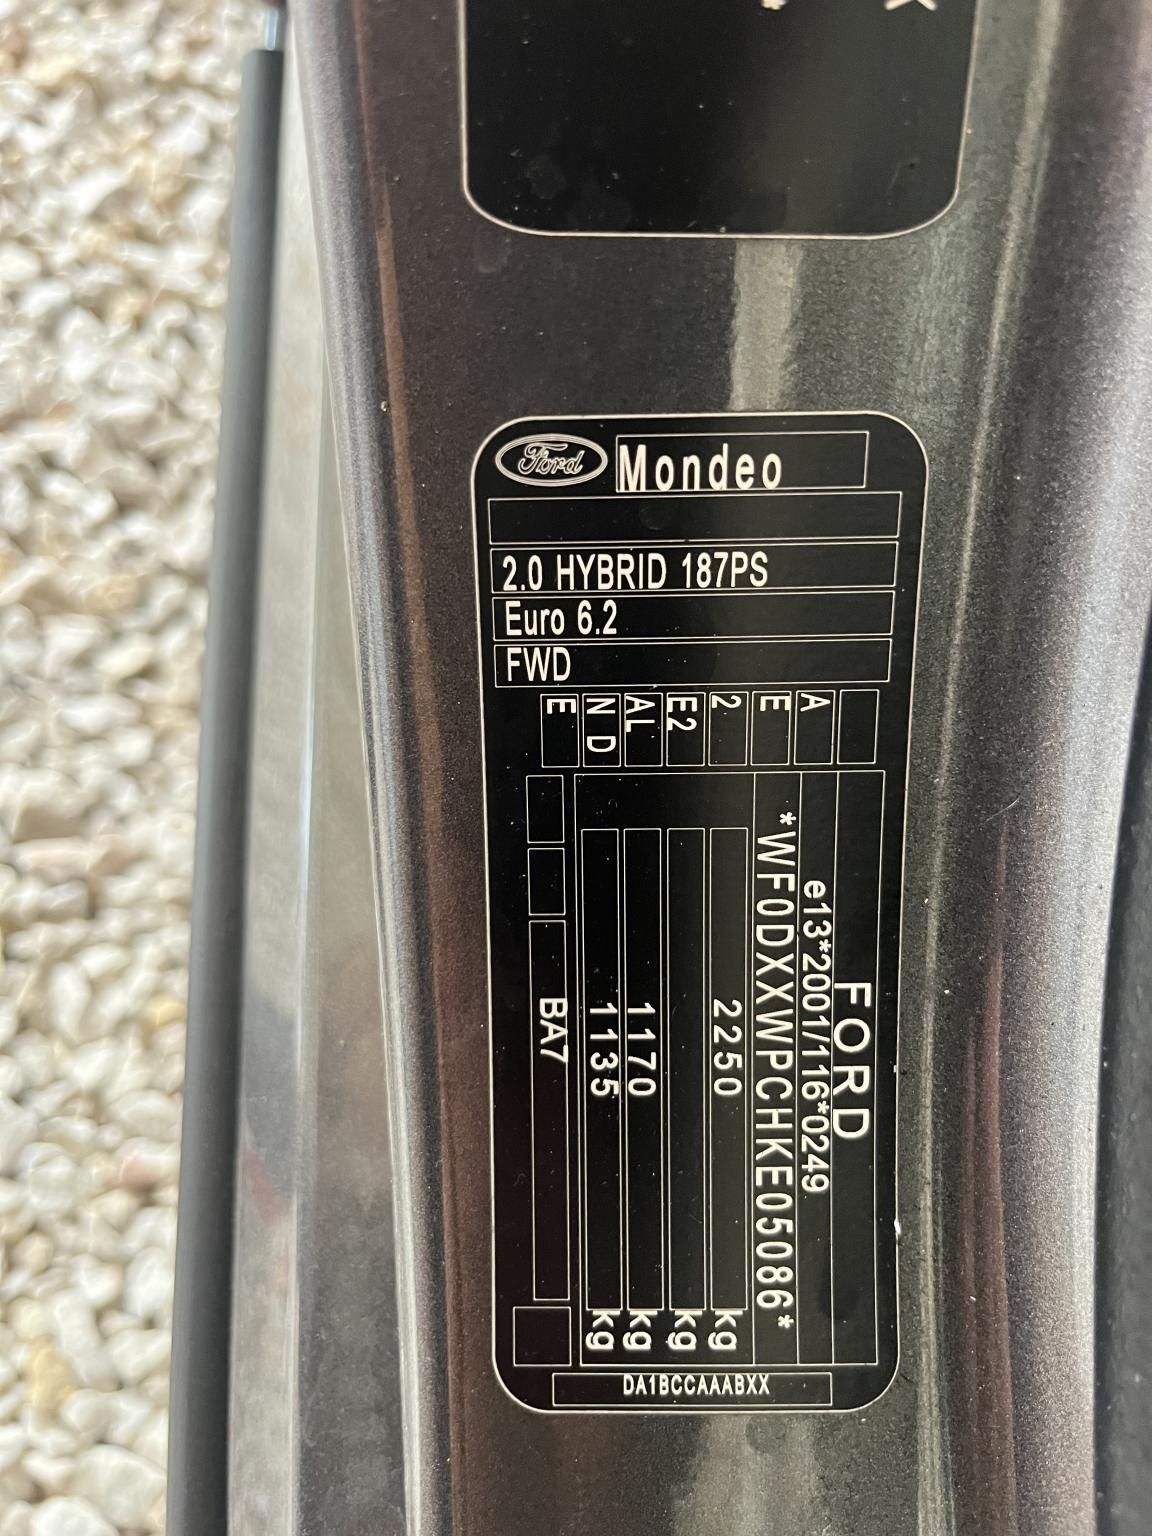 Ford Mondeo
2.0 HYBRID 187PS
Euro 6.2
FWD
FORD
A e13*2001/116*0249
E *WF0DXXWPCHKE05086*
2 2250 kg
E2 kg
AL 1170 kg
N D 1135 kg
E BA7
DA1BCCAAABXX